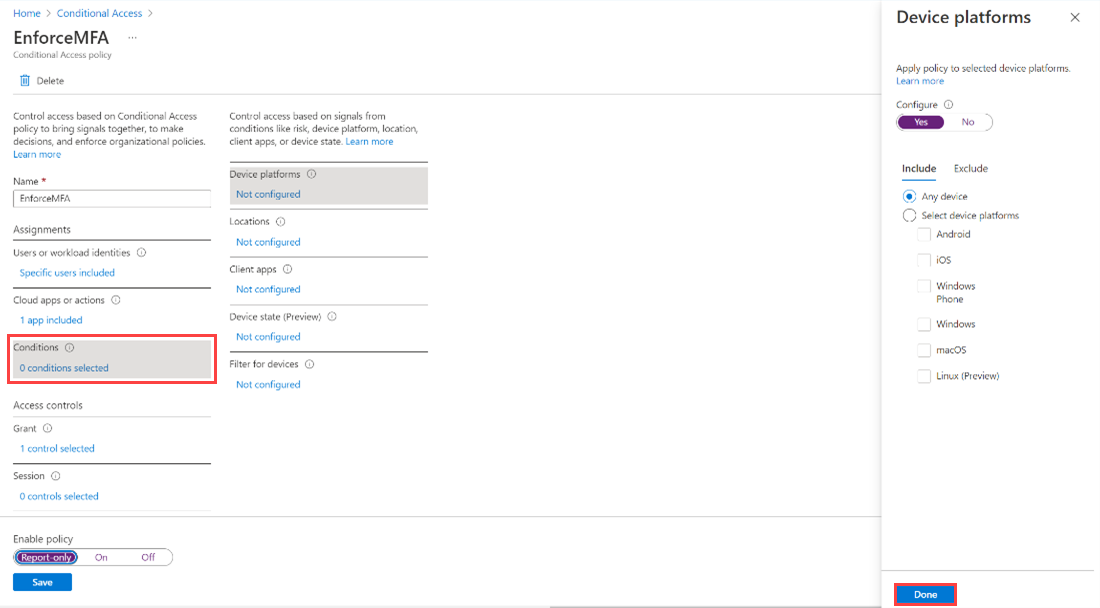 Home > Conditional Access >
EnforceMFA ...
Conditional Access policy
Delete
Control access based on Conditional Access
policy to bring signals together, to make
decisions, and enforce organizational policies.
Learn more
Name *
EnforceMFA
Assignments
Users or workload identities
Specific users included
Cloud apps or actions
1 app included
Conditions
0 conditions selected
Access controls
Grant
1 control selected
Session
0 controls selected
Enable policy
Report-only On Off
Save
Control access based on signals from
conditions like risk, device platform, location,
client apps, or device state. Learn more
Device platforms
Not configured
Locations
Not configured
Client apps
Not configured
Device state (Preview)
Not configured
Filter for devices
Not configured
Device platforms
Apply policy to selected device platforms.
Learn more
Configure
Yes No
Include Exclude
Any device
Select device platforms
Android
iOS
Windows
Phone
Windows
macOS
Linux (Preview)
Done